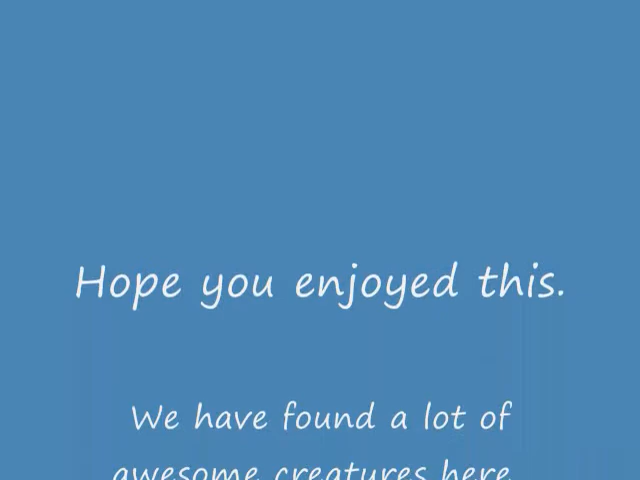 Hope you enjoyed this.
We have found a lot of
awesome creatures here